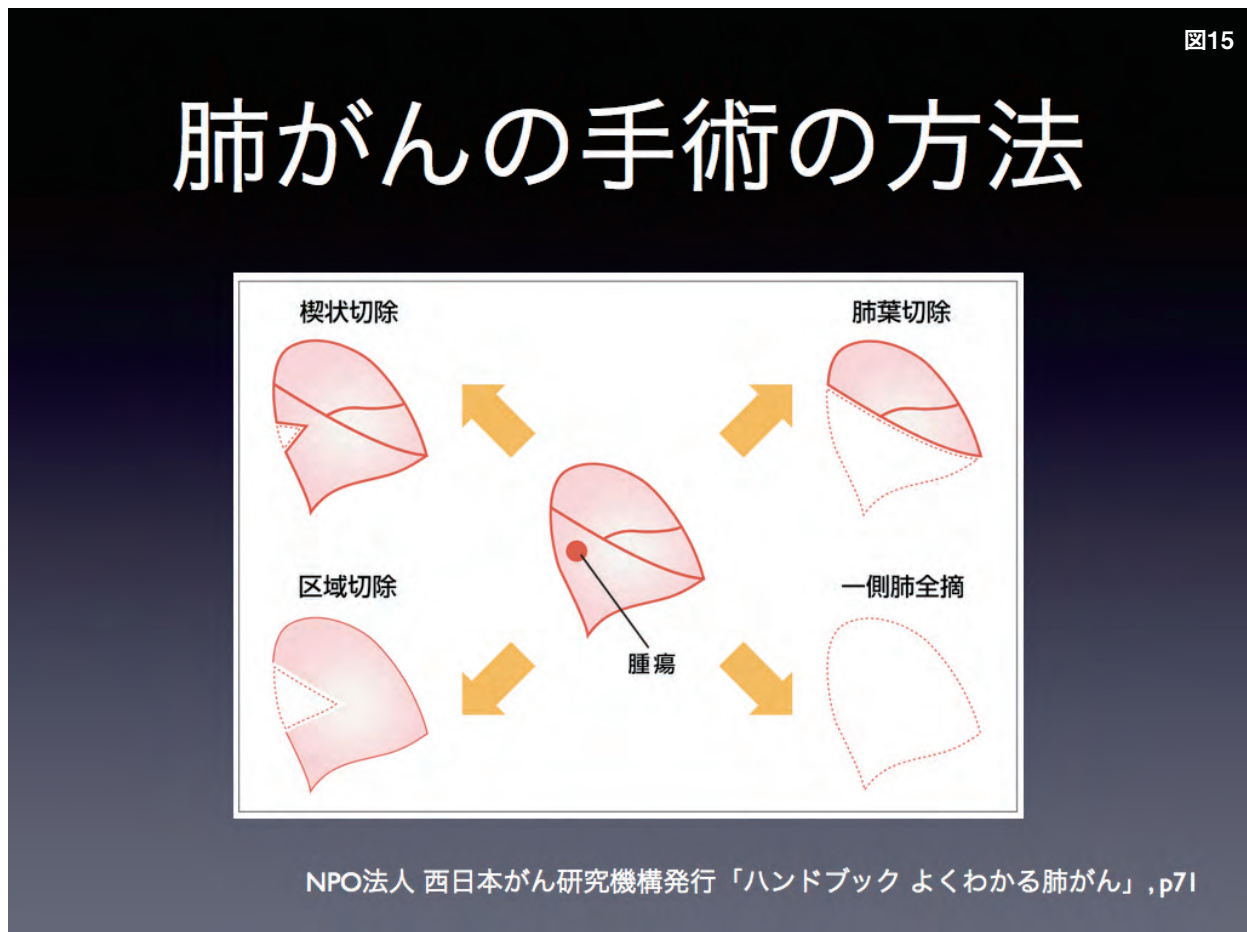 図15
肺がんの手術の方法
楔状切除
肺葉切除
区域切除
一側肺全摘
腫瘍
NPO法人 西日本がん研究機構発行「ハンドブック よくわかる肺がん」, p71